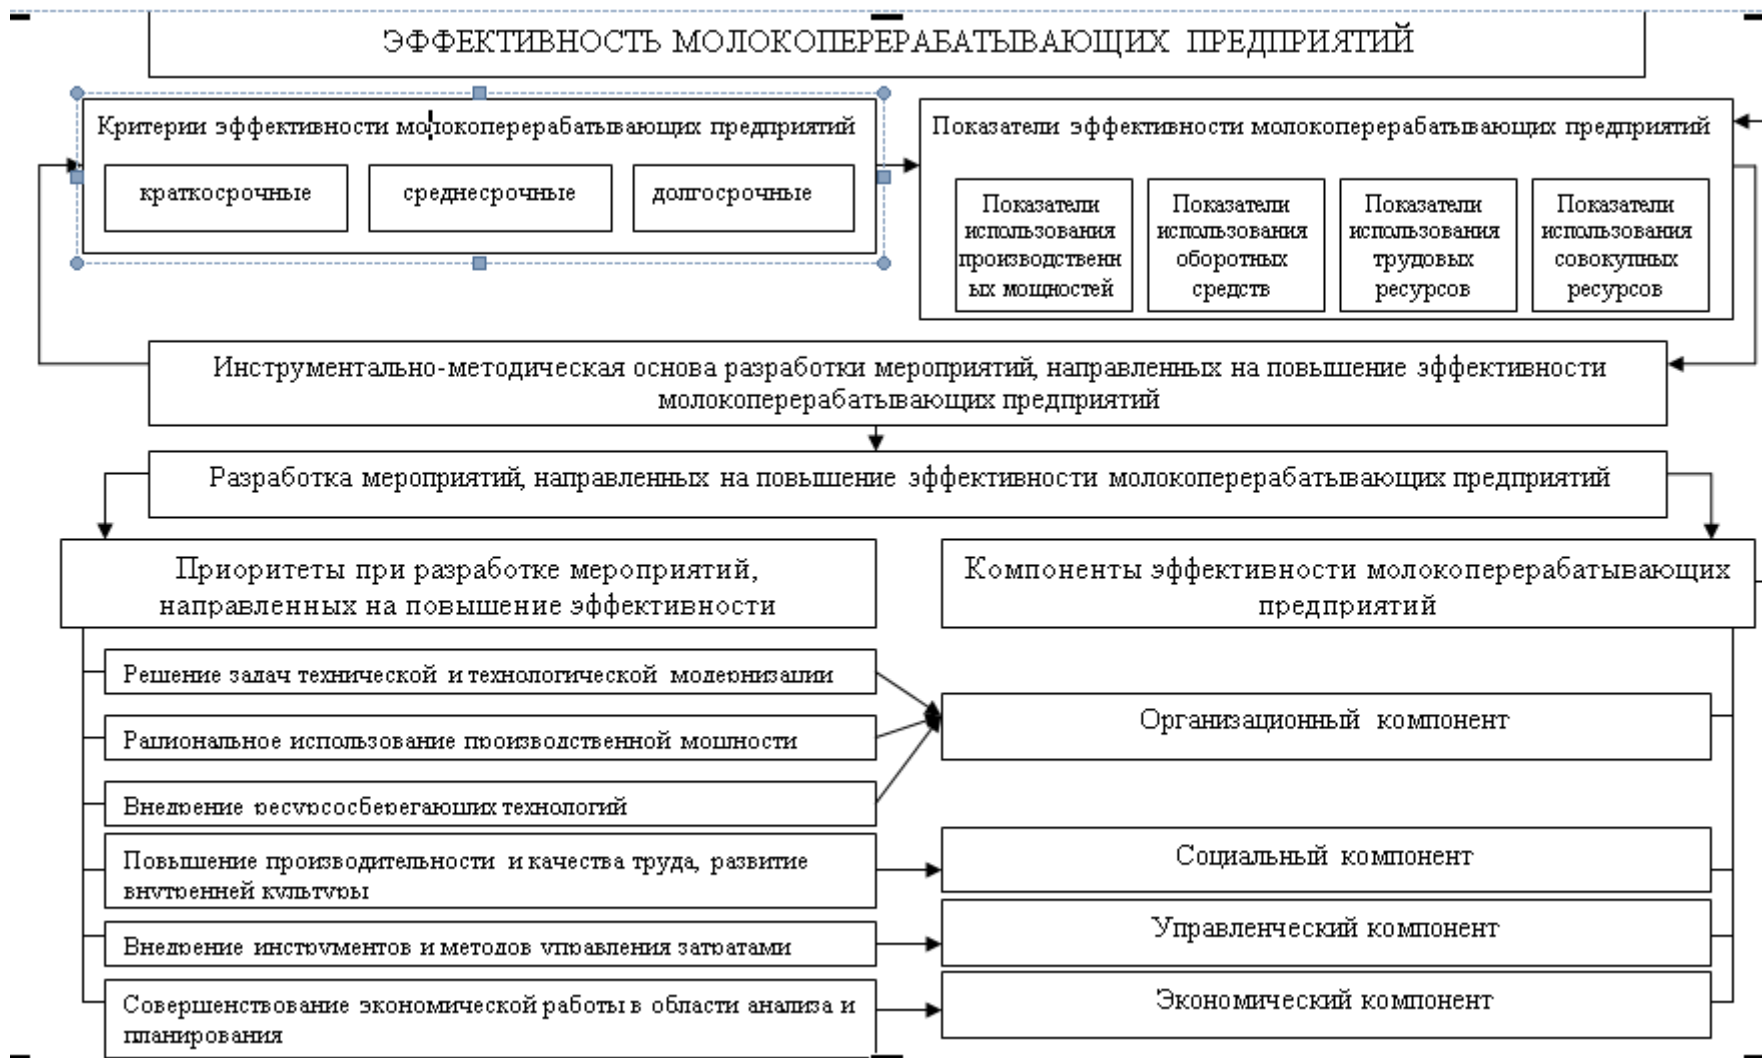 ЭФФЕКТИВНОСТЬ МОЛОКОПЕРЕРАБАТЫВАЮЩИХ ПРЕДПРИЯТИЙ
Критерии эффективности молокоперерабатывающих предприятий
краткосрочные
среднесрочные
долгосрочные
Показатели эффективности молокоперерабатывающих предприятий
Показатели
использования
производственн
ых мощностей
Показатели
использования
оборотных
средств
Показатели
использования
трудовых
ресурсов
Показатели
использования
совокупных
ресурсов
Инструментально-методическая основа разработки мероприятий, направленных на повышение эффективности
молокоперерабатывающих предприятий
Разработка мероприятий, направленных на повышение эффективности молокоперерабатывающих предприятий
Приоритеты при разработке мероприятий,
направленных на повышение эффективности
Решение задач технической и технологической модернизации
Рациональное использование производственной мощности
Внедрение ресурсосберегающих технологий
Повышение производительности и качества труда, развитие
внутренней культуры
Внедрение инструментов и методов управления затратами
Совершенствование экономической работы в области анализа и
планирования
Компоненты эффективности молокоперерабатывающих
предприятий
Организационный компонент
Социальный компонент
Управленческий компонент
Экономический компонент